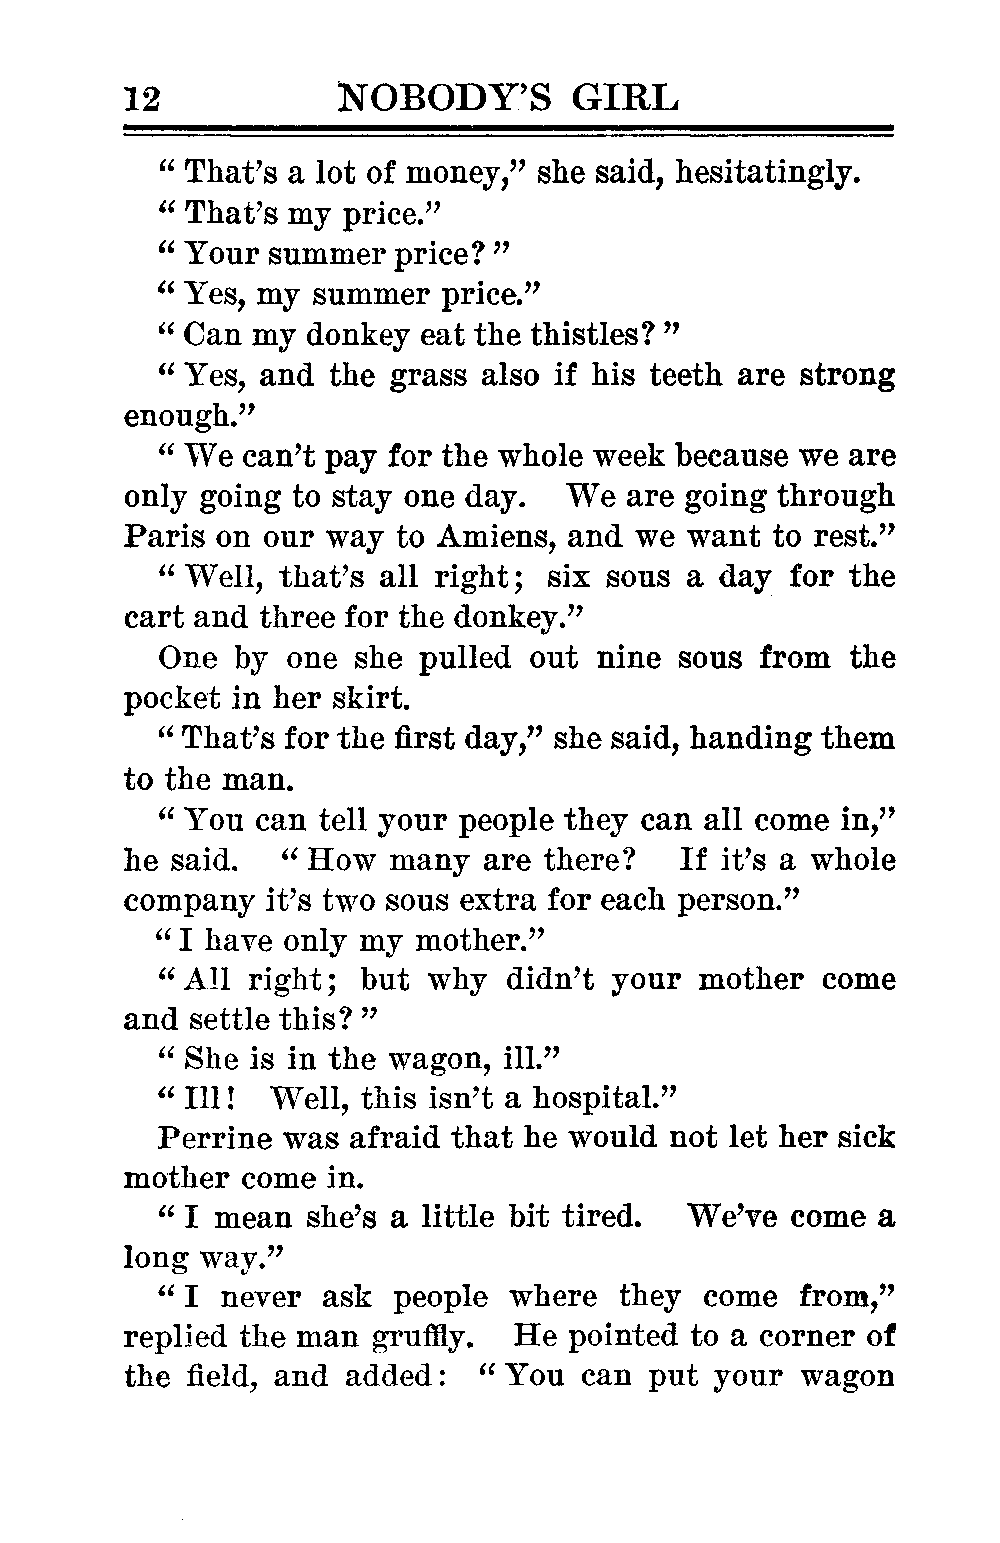 12 NOBODY'S GIRL
“ That’s a lot of money,” she said, hesitatingly.
“ That’s my price.”
“ Your summer price? ”
“ Yes, my summer price.”
“ Can my donkey eat the thistles? ”
“ Yes, and the grass also if his teeth are strong
enough.”
“ We can’t pay for the whole week because we are
only going to stay one day. We are going through
Paris on our way to Amiens, and we want to rest.”
“ Well, that’s all right; six sous a day for the
cart and three for the donkey.”
One by one she pulled out nine sous from the
pocket in her skirt.
“ That’s for the first day,” she said, handing them
to the man.
“ You can tell your people they can all come in,”
he said. “ How many are there? If it’s a whole
company it’s two sous extra for each person.”
“ I have only my mother.”
“ All right; but why didn’t your mother come
and settle this? ”
“ She is in the wagon, ill.”
“ Ill! Well, this isn’t a hospital.”
Perrine was afraid that he would not let her sick
mother come in.
“ I mean she’s a little bit tired. We’ve come a
long way.”
“ I never ask people where they come from,”
replied the man gruffly. He pointed to a corner of
the field, and added: “ You can put your wagon